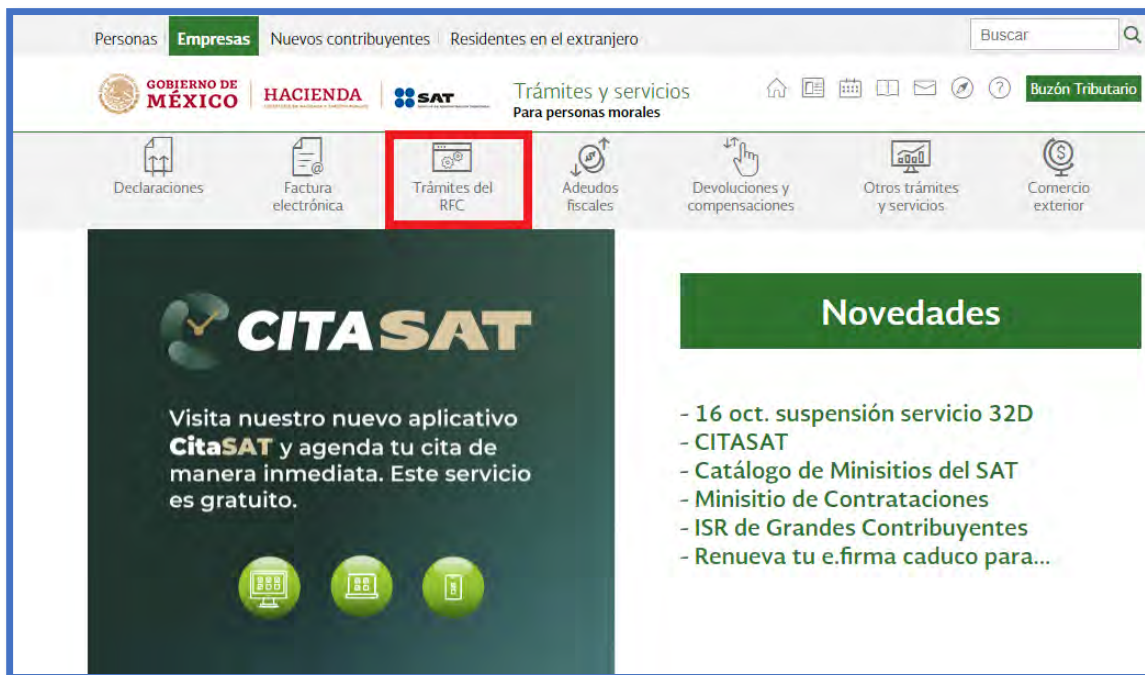 Personas Empresas Nuevos contribuyentes Residentes en el extranjero
Buscar
GOBIERNO DE
MÉXICO
HACIENDA
SAT
Trámites y servicios
Para personas morales
Buzón Tributario
Declaraciones
Factura
electrónica
Trámites del
RFC
Adeudos
fiscales
Devoluciones y
compensaciones
Otros trámites
y servicios
Comercio
exterior
CITASAT
Visita nuestro nuevo aplicativo
CitaSAT y agenda tu cita de
manera inmediata. Este servicio
es gratuito.
Novedades
- 16 oct. suspensión servicio 32D
- CITASAT
- Catálogo de Minisitios del SAT
- Minisitio de Contrataciones
- ISR de Grandes Contribuyentes
- Renueva tu e.firma caduco para...